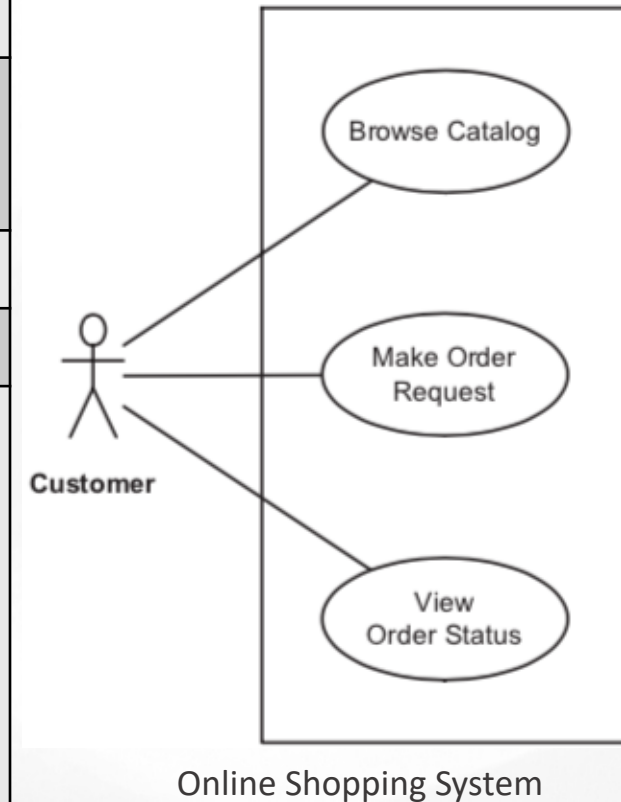 Browse Catalog
Make Order
Request
Customer
View
Order Status
Online Shopping System